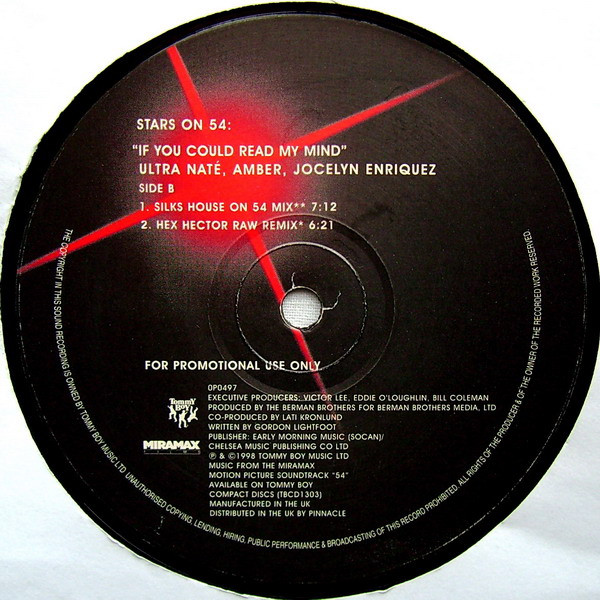 STARS ON 54:
"IF YOU COULD READ MY MIND"
ULTRA NATÉ, AMBER, JOCELYN ENRIQUEZ
SIDE B
1. SILKS HOUSE ON 54 MIX** 7:12
2. HEX HECTOR RAW REMIX* 6:21
FOR PROMOTIONAL USE ONLY
Tommy
Boy
MIRAMAX
OP0497
EXECUTIVE PRODUCERS: VICTOR LEE, EDDIE O'LOUGHLIN, BILL COLEMAN
PRODUCED BY THE BERMAN BROTHERS FOR BERMAN BROTHERS MEDIA, LTD
CO-PRODUCED BY LATI KRONLUND
WRITTEN BY GORDON LIGHTFOOT
PUBLISHER: EARLY MORNING MUSIC (SOCAN)/
CHELSEA MUSIC PUBLISHING CO LTD
℗ & ©1998 TOMMY BOY MUSIC LTD
MUSIC FROM THE MIRAMAX
MOTION PICTURE SOUNDTRACK "54"
AVAILABLE ON TOMMY BOY
COMPACT DISCS (TBCD1303)
MANUFACTURED IN THE UK
DISTRIBUTED IN THE UK BY PINNACLE
THE COPYRIGHT IN THIS SOUND RECORDING IS OWNED BY TOMMY BOY MUSIC LTD. UNAUTHORISED COPYING, LENDING, HIRING, PUBLIC PERFORMANCE & BROADCASTING OF THIS RECORD PROHIBITED. ALL RIGHTS OF THE PRODUCER & OF THE OWNER OF THE RECORDED WORK RESERVED.